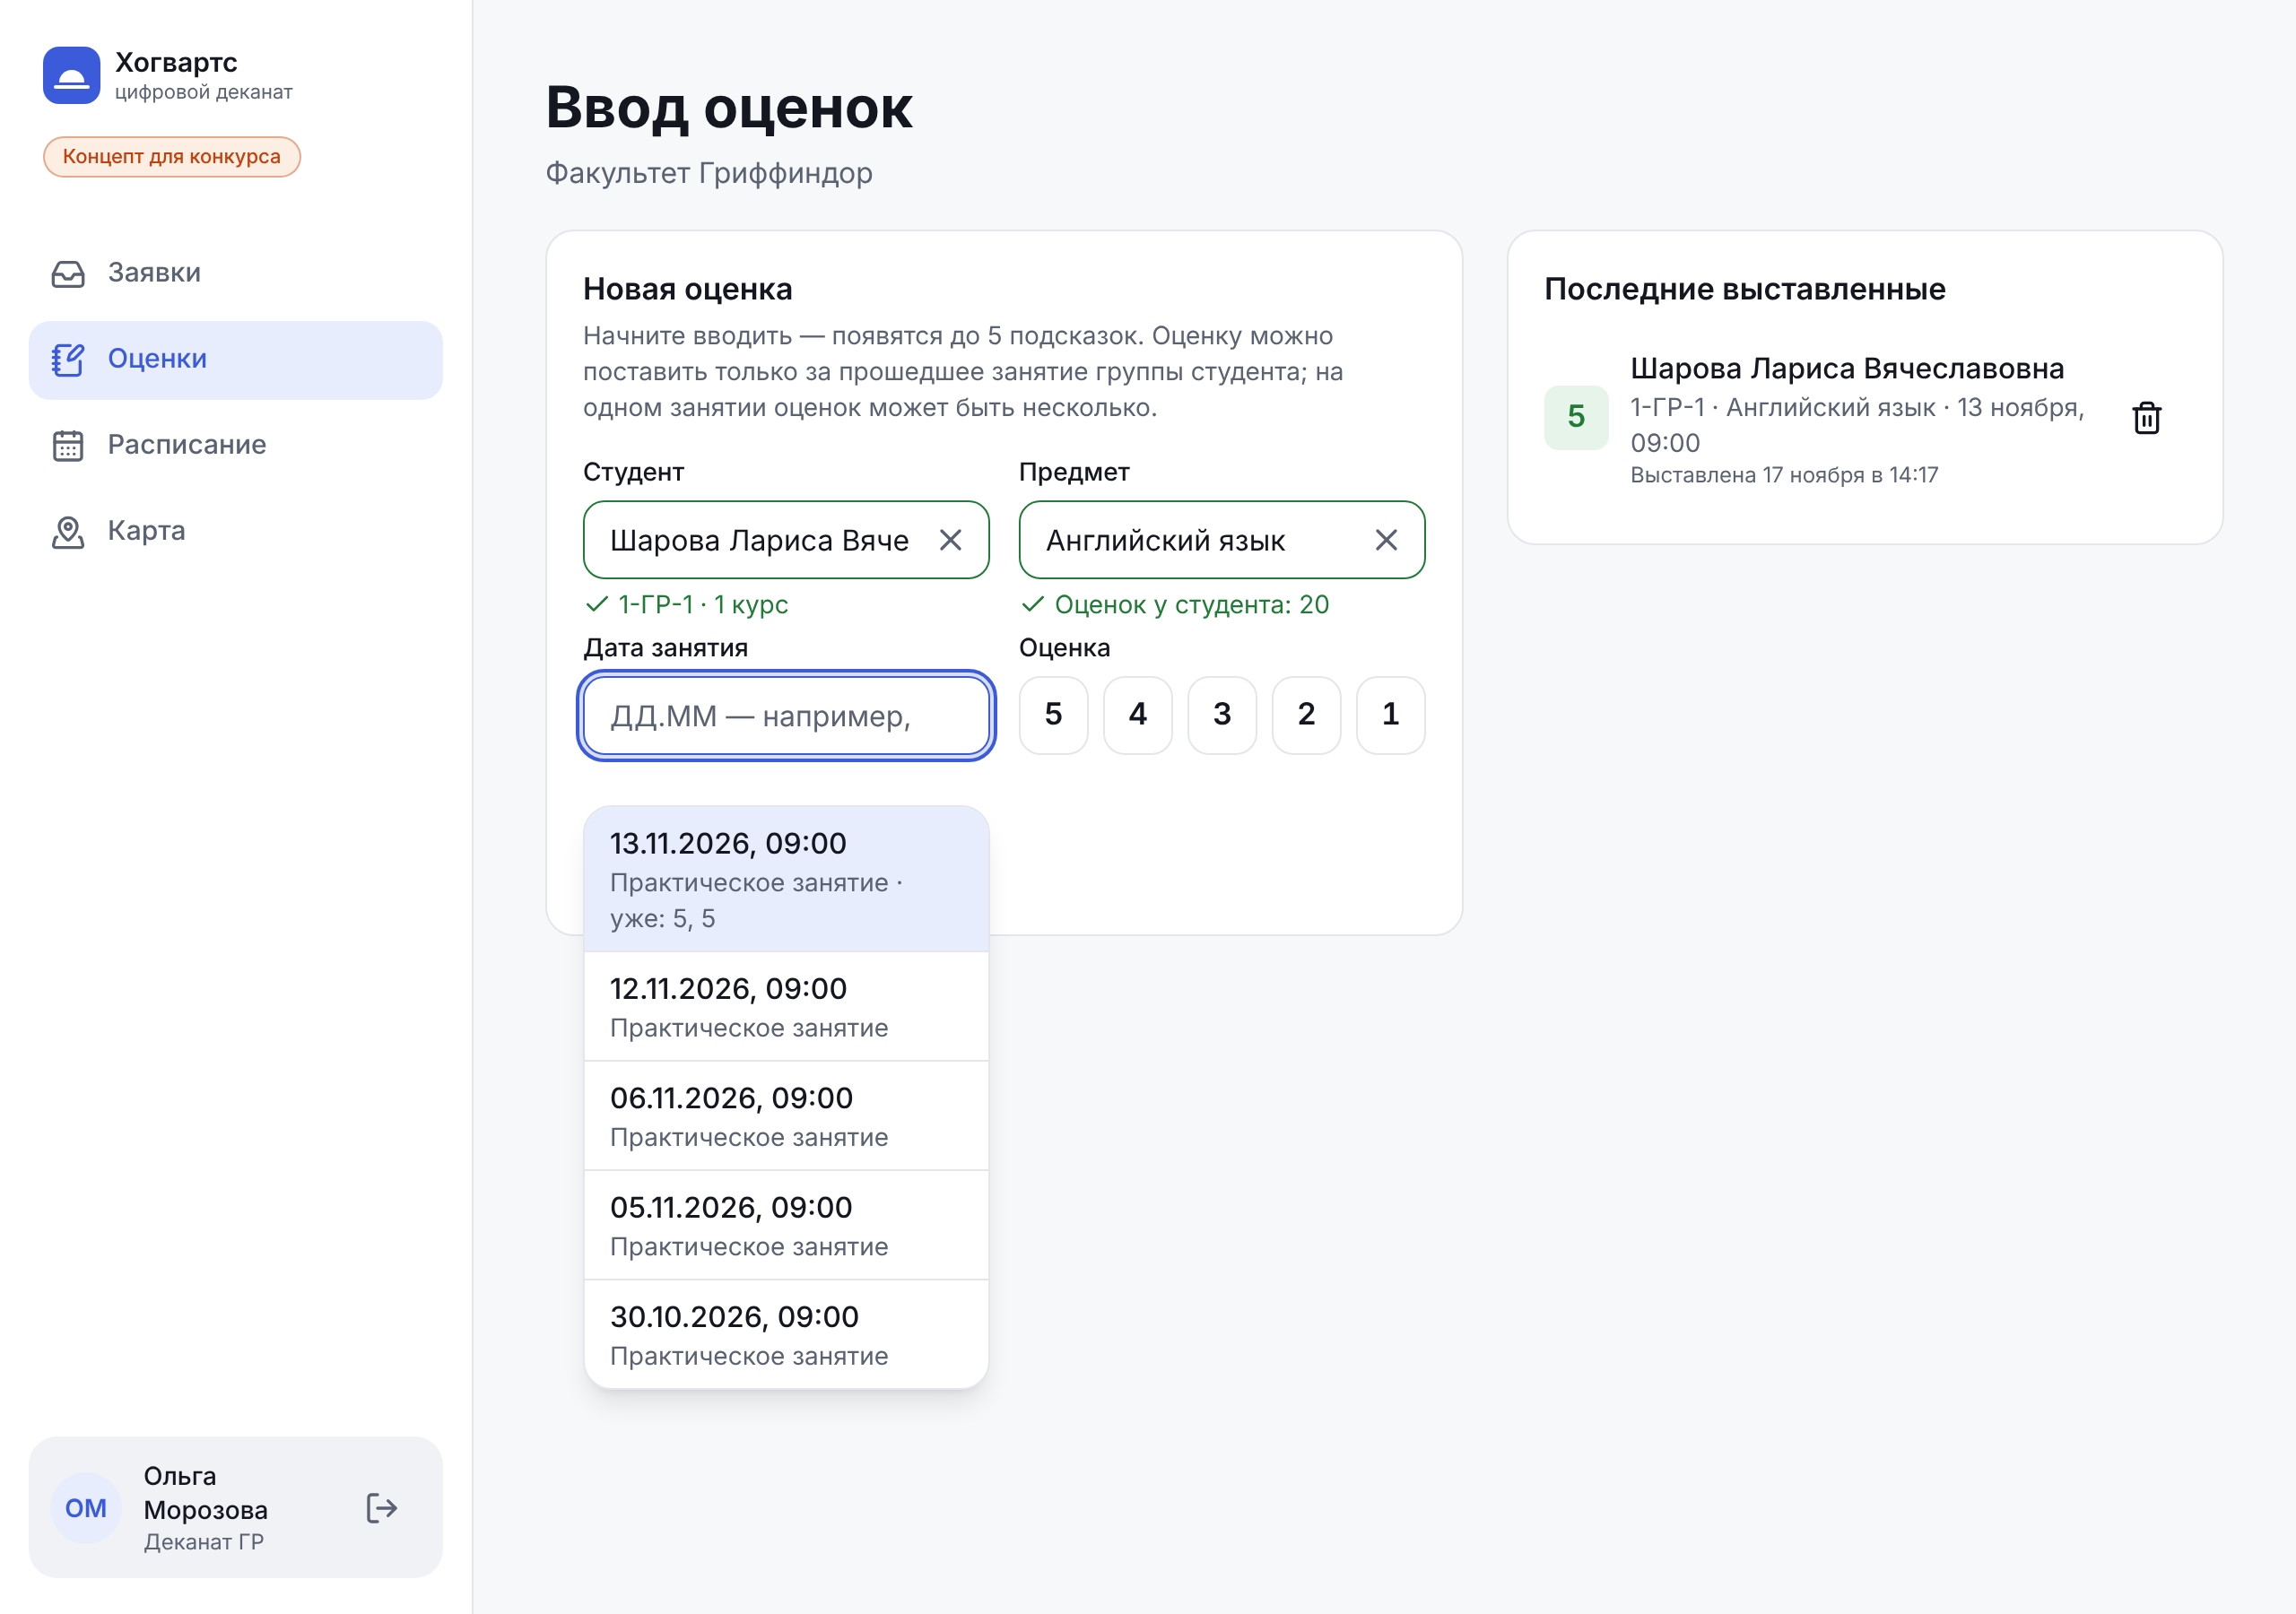 Хогвартс
цифровой деканат
Концепт для конкурса
Заявки
Оценки
Расписание
Карта
ОМ
Ольга
Морозова
Деканат ГР
Ввод оценок
Факультет Гриффиндор
Новая оценка
Начните вводить — появятся до 5 подсказок. Оценку можно
поставить только за прошедшее занятие группы студента; на
одном занятии оценок может быть несколько.
Студент
Шарова Лариса Вяче
1-ГР-1 · 1 курс
Предмет
Английский язык
Оценок у студента: 20
Дата занятия
ДД.ММ — например,
Оценка
5 4 3 2 1
13.11.2026, 09:00
Практическое занятие ·
уже: 5, 5
12.11.2026, 09:00
Практическое занятие
06.11.2026, 09:00
Практическое занятие
05.11.2026, 09:00
Практическое занятие
30.10.2026, 09:00
Практическое занятие
Последние выставленные
5
Шарова Лариса Вячеславовна
1-ГР-1 · Английский язык · 13 ноября,
09:00
Выставлена 17 ноября в 14:17